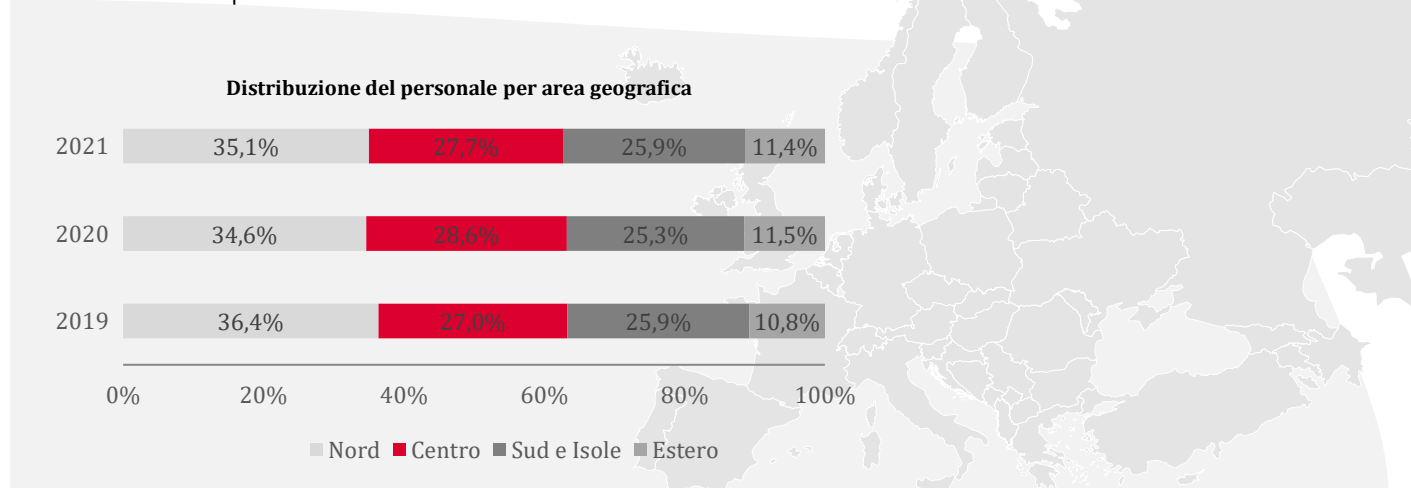 Distribuzione del personale per area geografica
2021 35,1% 27,7% 25,9% 11,4%
2020 34,6% 28,6% 25,3% 11,5%
2019 36,4% 27,0% 25,9% 10,8%
0% 20% 40% 60% 80% 100%
Nord Centro Sud e Isole Estero